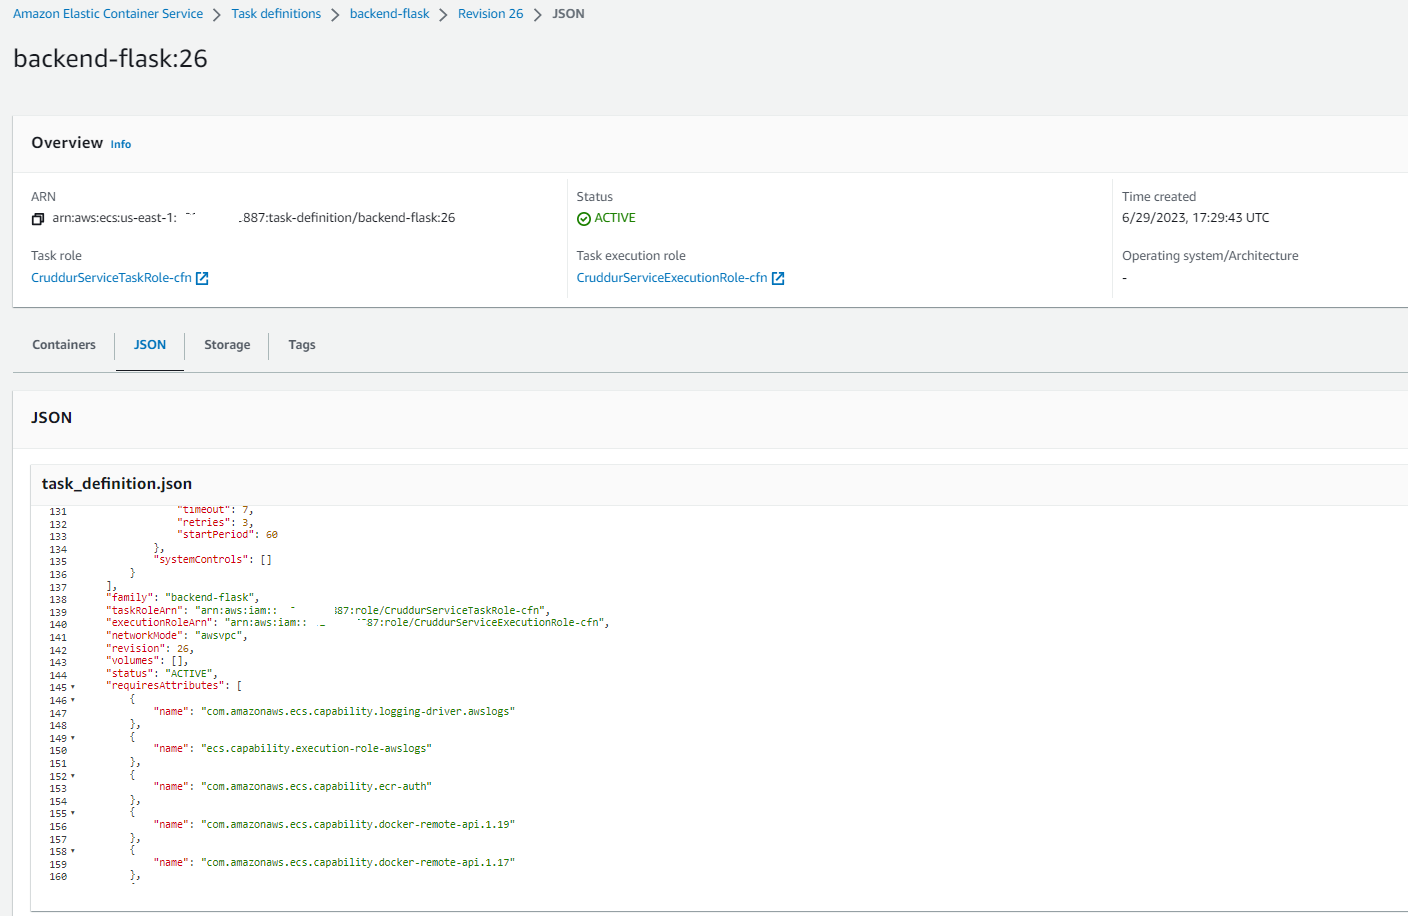 Amazon Elastic Container Service > Task definitions > backend-flask > Revision 26 > JSON
backend-flask:26
Overview Info
ARN
arn:aws:ecs:us-east-1: 887:task-definition/backend-flask:26
Status
ACTIVE
Time created
6/29/2023, 17:29:43 UTC
Task role
CruddurServiceTaskRole-cfn
Task execution role
CruddurServiceExecutionRole-cfn
Operating system/Architecture
-
Containers JSON Storage Tags
JSON
task_definition.json
131 "timeout": 7,
132 "retries": 3,
133 "startPeriod": 60
134 },
135 "systemControls": []
136 }
137 ],
138 "family": "backend-flask",
139 "taskRoleArn": "arn:aws:iam:: 887:role/CruddurServiceTaskRole-cfn",
140 "executionRoleArn": "arn:aws:iam:: 887:role/CruddurServiceExecutionRole-cfn",
141 "networkMode": "awsvpc",
142 "revision": 26,
143 "volumes": [],
144 "status": "ACTIVE",
145 "requiresAttributes": [
146 {
147 "name": "com.amazonaws.ecs.capability.logging-driver.awslogs"
148 },
149 {
150 "name": "ecs.capability.execution-role-awslogs"
151 },
152 {
153 "name": "com.amazonaws.ecs.capability.ecr-auth"
154 },
155 {
156 "name": "com.amazonaws.ecs.capability.docker-remote-api.1.19"
157 },
158 {
159 "name": "com.amazonaws.ecs.capability.docker-remote-api.1.17"
160 },